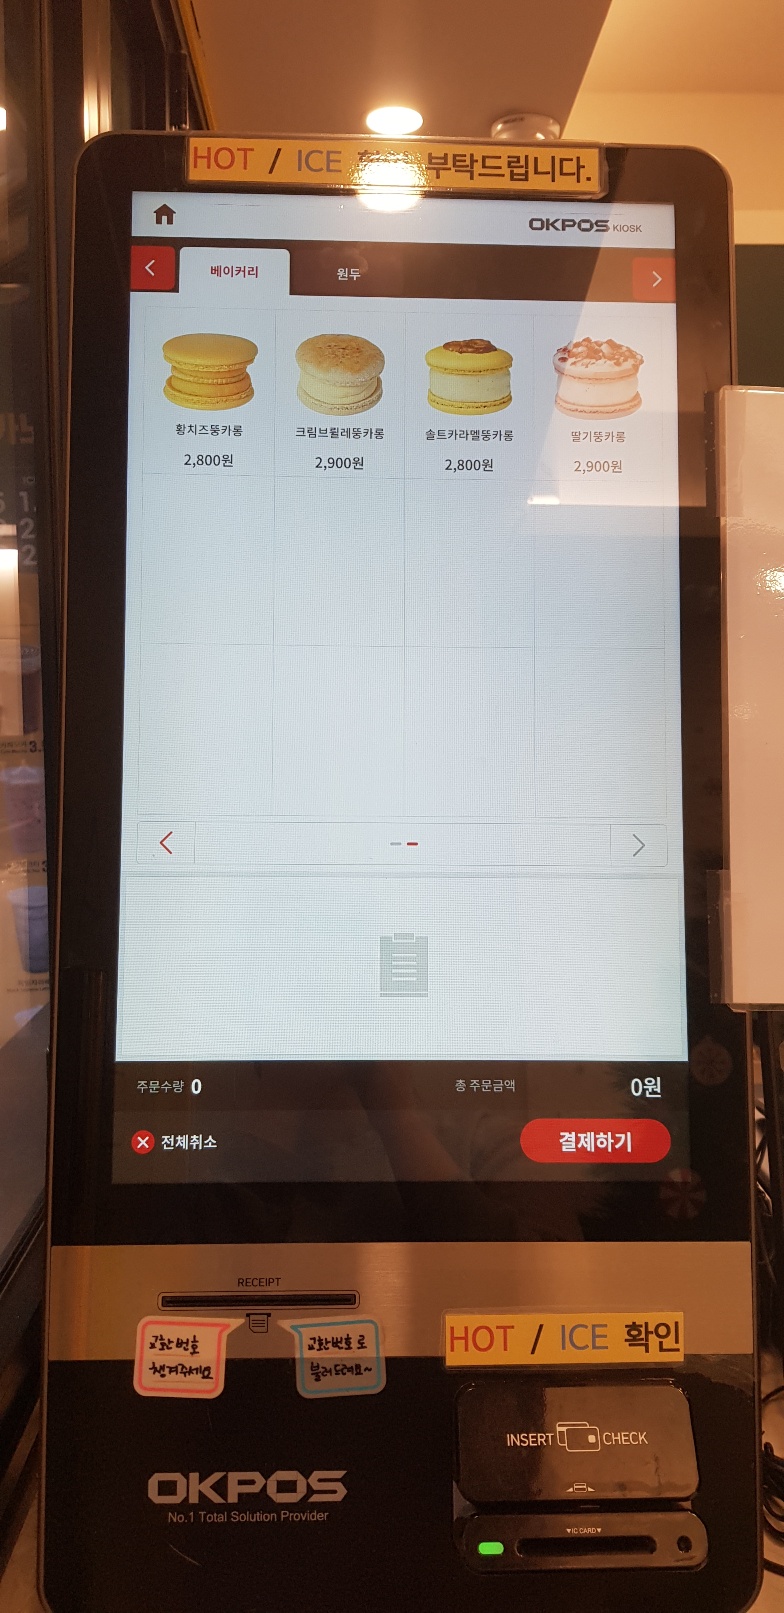 HOT / ICE 부탁드립니다.
OKPOS KIOSK
베이커리
원두
황치즈뚱카롱
크림브륄레뚱카롱
솔트카라멜뚱카롱
딸기뚱카롱
2,800원
2,900원
2,800원
2,900원
주문수량 0
총 주문금액
0원
전체취소
결제하기
RECEIPT
교환번호
챙겨주세요
교환번호로
불러드려요~
HOT / ICE 확인
INSERT CHECK
OKPOS
No.1 Total Solution Provider
▼IC CARD▼